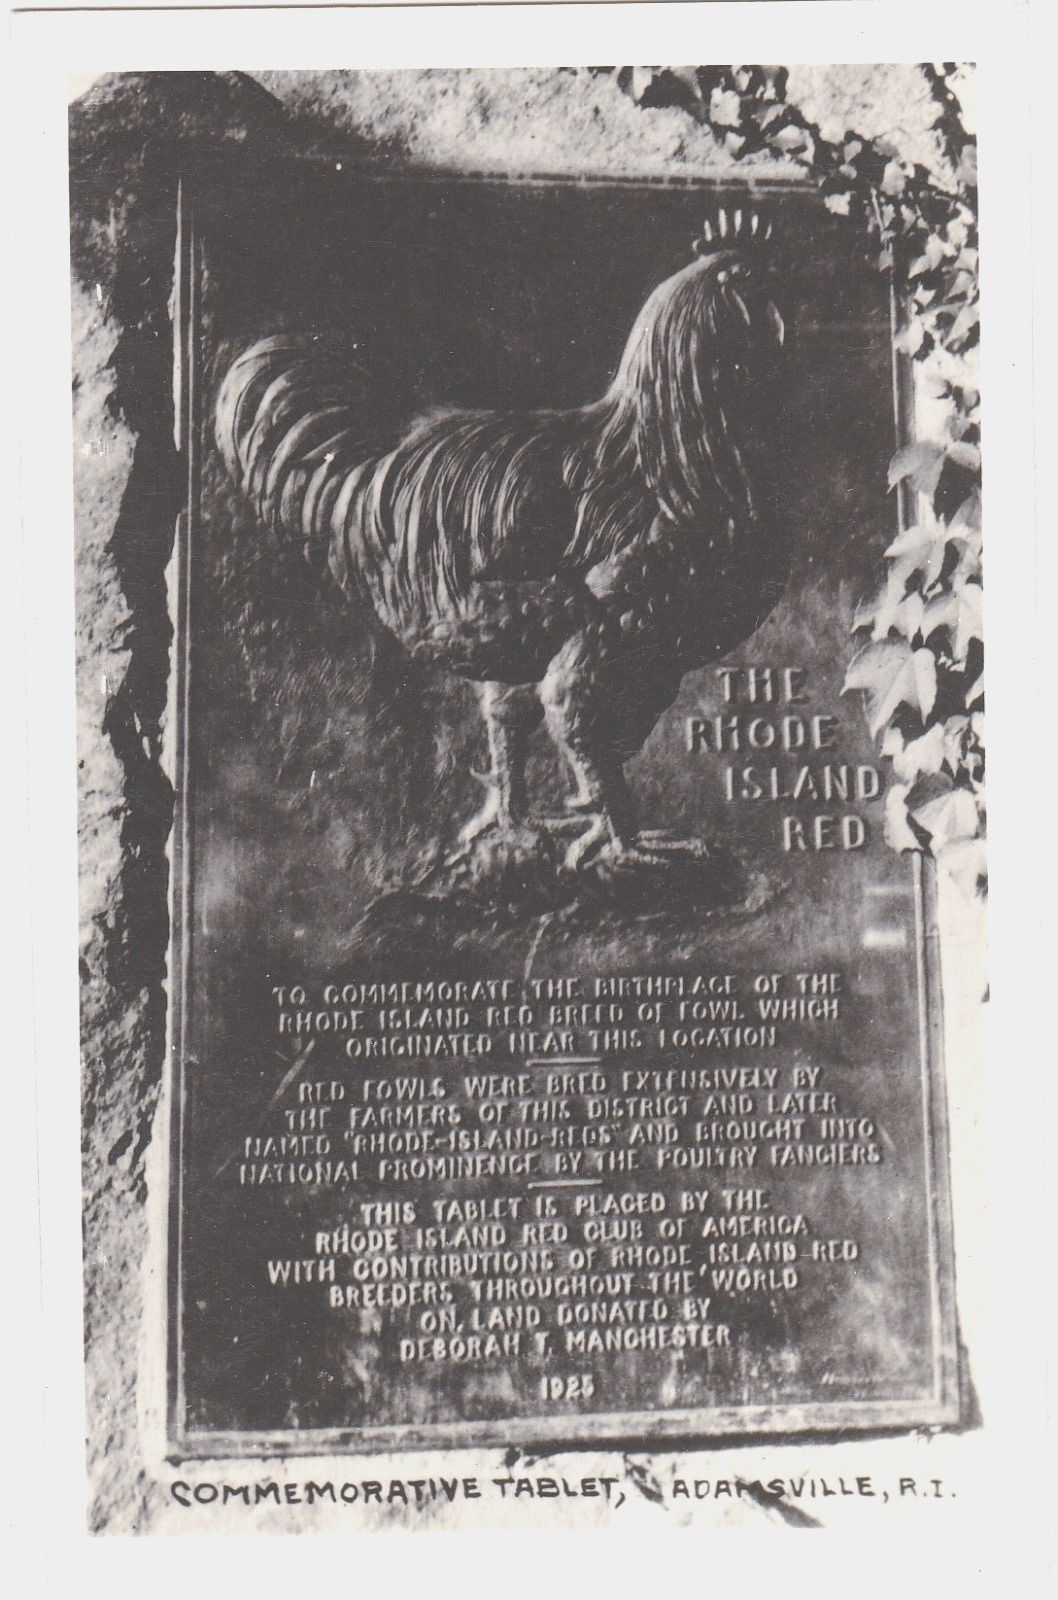 THE
RHODE
ISLAND
RED
TO COMMEMORATE THE BIRTHPLACE OF THE
RHODE ISLAND RED BREED OF FOWL WHICH
ORIGINATED NEAR THIS LOCATION
RED FOWLS WERE BRED EXTENSIVELY BY
THE FARMERS OF THIS DISTRICT AND LATER
NAMED "RHODE-ISLAND-REDS" AND BROUGHT INTO
NATIONAL PROMINENCE BY THE POULTRY FANCIERS
THIS TABLET IS PLACED BY THE
RHODE ISLAND RED CLUB OF AMERICA
WITH CONTRIBUTIONS OF RHODE ISLAND RED
BREEDERS THROUGHOUT THE WORLD
ON LAND DONATED BY
DEBORAH T. MANCHESTER
1925
COMMEMORATIVE TABLET, ADAMSVILLE, R.I.